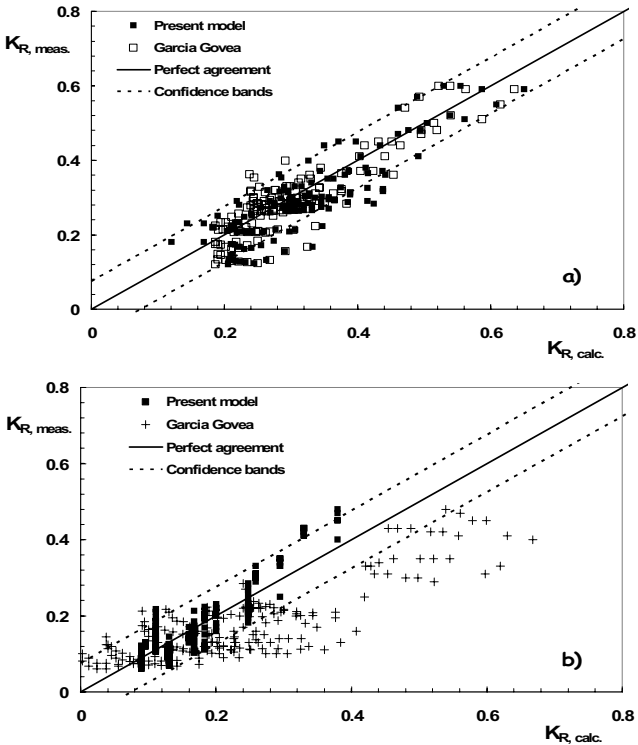 0.8
K_R, meas.
Present model
Garcia Govea
Perfect agreement
Confidence bands
0.6
0.4
0.2
0
a)
0 0.2 0.4 0.6 0.8
K_R, calc.
0.8
K_R, meas.
Present model
Garcia Govea
Perfect agreement
Confidence bands
0.6
0.4
0.2
0
b)
0 0.2 0.4 0.6 0.8
K_R, calc.